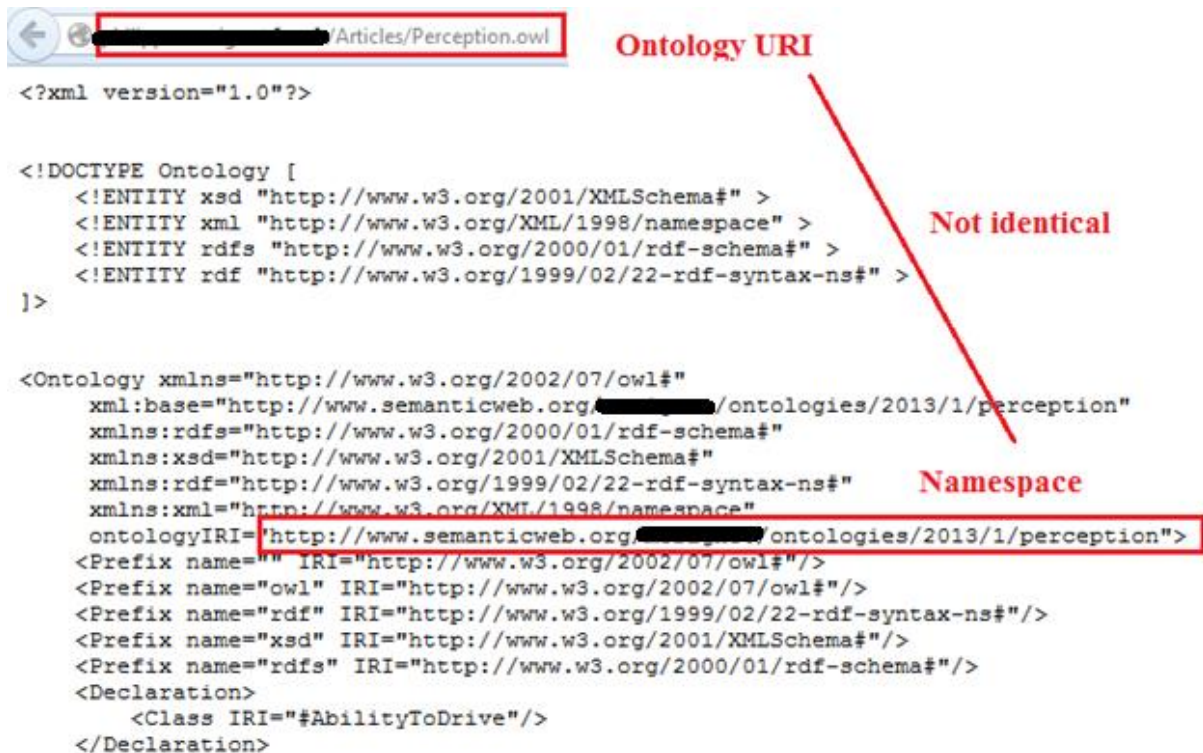 /Articles/Perception.owl
Ontology URI
<?xml version="1.0"?>
<!DOCTYPE Ontology [
<!ENTITY xsd "http://www.w3.org/2001/XMLSchema#" >
<!ENTITY xml "http://www.w3.org/XML/1998/namespace" >
<!ENTITY rdfs "http://www.w3.org/2000/01/rdf-schema#" >
<!ENTITY rdf "http://www.w3.org/1999/02/22-rdf-syntax-ns#" >
]>
Not identical
<Ontology xmlns="http://www.w3.org/2002/07/owl#"
xml:base="http://www.semanticweb.org/ /ontologies/2013/1/perception"
xmlns:rdfs="http://www.w3.org/2000/01/rdf-schema#"
xmlns:xsd="http://www.w3.org/2001/XMLSchema#"
xmlns:rdf="http://www.w3.org/1999/02/22-rdf-syntax-ns#"
Namespace
xmlns:xml="http://www.w3.org/XML/1998/namespace"
ontologyIRI="http://www.semanticweb.org/ /ontologies/2013/1/perception">
<Prefix name="" IRI="http://www.w3.org/2002/07/owl#"/>
<Prefix name="owl" IRI="http://www.w3.org/2002/07/owl#"/>
<Prefix name="rdf" IRI="http://www.w3.org/1999/02/22-rdf-syntax-ns#"/>
<Prefix name="xsd" IRI="http://www.w3.org/2001/XMLSchema#"/>
<Prefix name="rdfs" IRI="http://www.w3.org/2000/01/rdf-schema#"/>
<Declaration>
<Class IRI="#AbilityToDrive"/>
</Declaration>